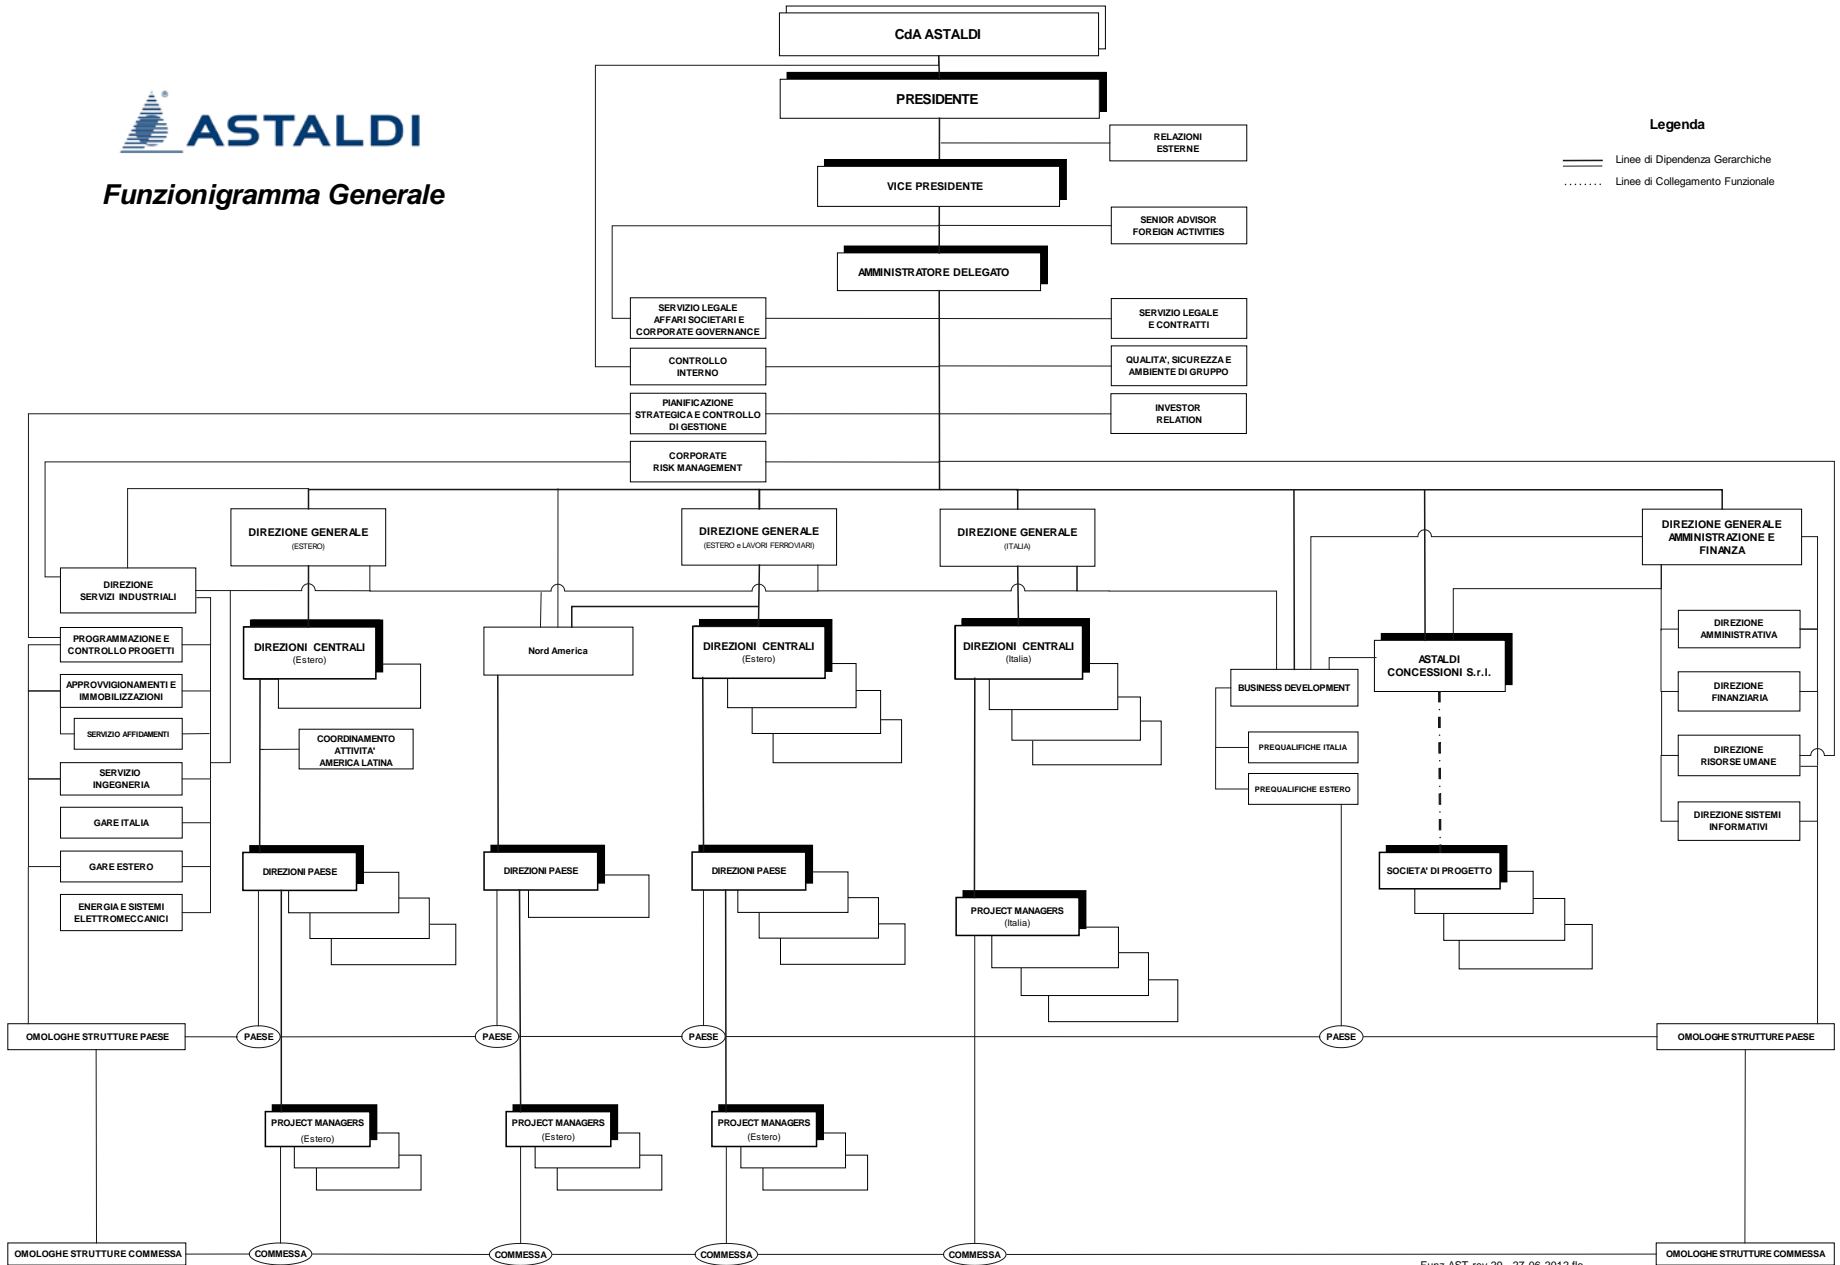 CdA ASTALDI
PRESIDENTE
ASTALDI
®
Funzionigramma Generale
Legenda
Linee di Dipendenza Gerarchiche
Linee di Collegamento Funzionale
RELAZIONI
ESTERNE
VICE PRESIDENTE
SENIOR ADVISOR
FOREIGN ACTIVITIES
AMMINISTRATORE DELEGATO
SERVIZIO LEGALE
AFFARI SOCIETARI E
CORPORATE GOVERNANCE
SERVIZIO LEGALE
E CONTRATTI
CONTROLLO
INTERNO
QUALITA', SICUREZZA E
AMBIENTE DI GRUPPO
PIANIFICAZIONE
STRATEGICA E CONTROLLO
DI GESTIONE
INVESTOR
RELATION
CORPORATE
RISK MANAGEMENT
DIREZIONE GENERALE
(ESTERO)
DIREZIONE GENERALE
(ESTERO e LAVORI FERROVIARI)
DIREZIONE GENERALE
(ITALIA)
DIREZIONE GENERALE
AMMINISTRAZIONE E
FINANZA
DIREZIONE
SERVIZI INDUSTRIALI
PROGRAMMAZIONE E
CONTROLLO PROGETTI
APPROVVIGIONAMENTI E
IMMOBILIZZAZIONI
SERVIZIO AFFIDAMENTI
SERVIZIO
INGEGNERIA
GARE ITALIA
GARE ESTERO
ENERGIA E SISTEMI
ELETTROMECCANICI
DIREZIONI CENTRALI
(Estero)
COORDINAMENTO
ATTIVITA'
AMERICA LATINA
Nord America
DIREZIONI CENTRALI
(Estero)
DIREZIONI CENTRALI
(Italia)
BUSINESS DEVELOPMENT
PREQUALIFICHE ITALIA
PREQUALIFICHE ESTERO
ASTALDI
CONCESSIONI S.r.l.
DIREZIONE
AMMINISTRATIVA
DIREZIONE
FINANZIARIA
DIREZIONE
RISORSE UMANE
DIREZIONE SISTEMI
INFORMATIVI
DIREZIONI PAESE
DIREZIONI PAESE
DIREZIONI PAESE
PROJECT MANAGERS
(Italia)
SOCIETA' DI PROGETTO
OMOLOGHE STRUTTURE PAESE
PAESE
PAESE
PAESE
PAESE
OMOLOGHE STRUTTURE PAESE
PROJECT MANAGERS
(Estero)
PROJECT MANAGERS
(Estero)
PROJECT MANAGERS
(Estero)
OMOLOGHE STRUTTURE COMMESSA
COMMESSA
COMMESSA
COMMESSA
COMMESSA
OMOLOGHE STRUTTURE COMMESSA